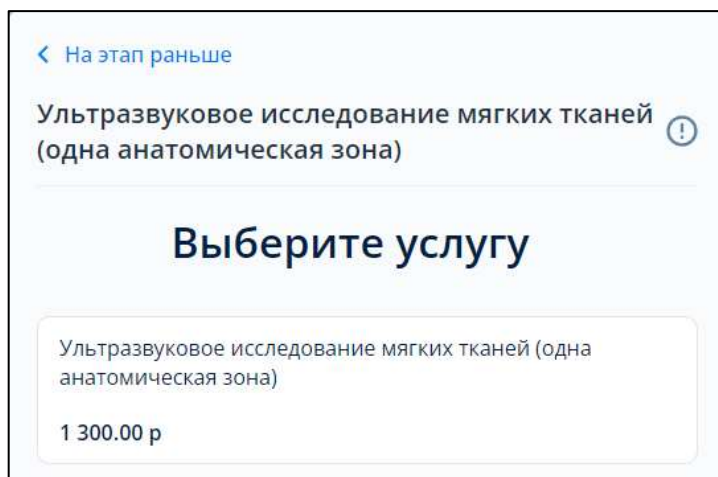 На этап раньше
Ультразвуковое исследование мягких тканей
(одна анатомическая зона)
Выберите услугу
Ультразвуковое исследование мягких тканей (одна
анатомическая зона)
1 300.00 р